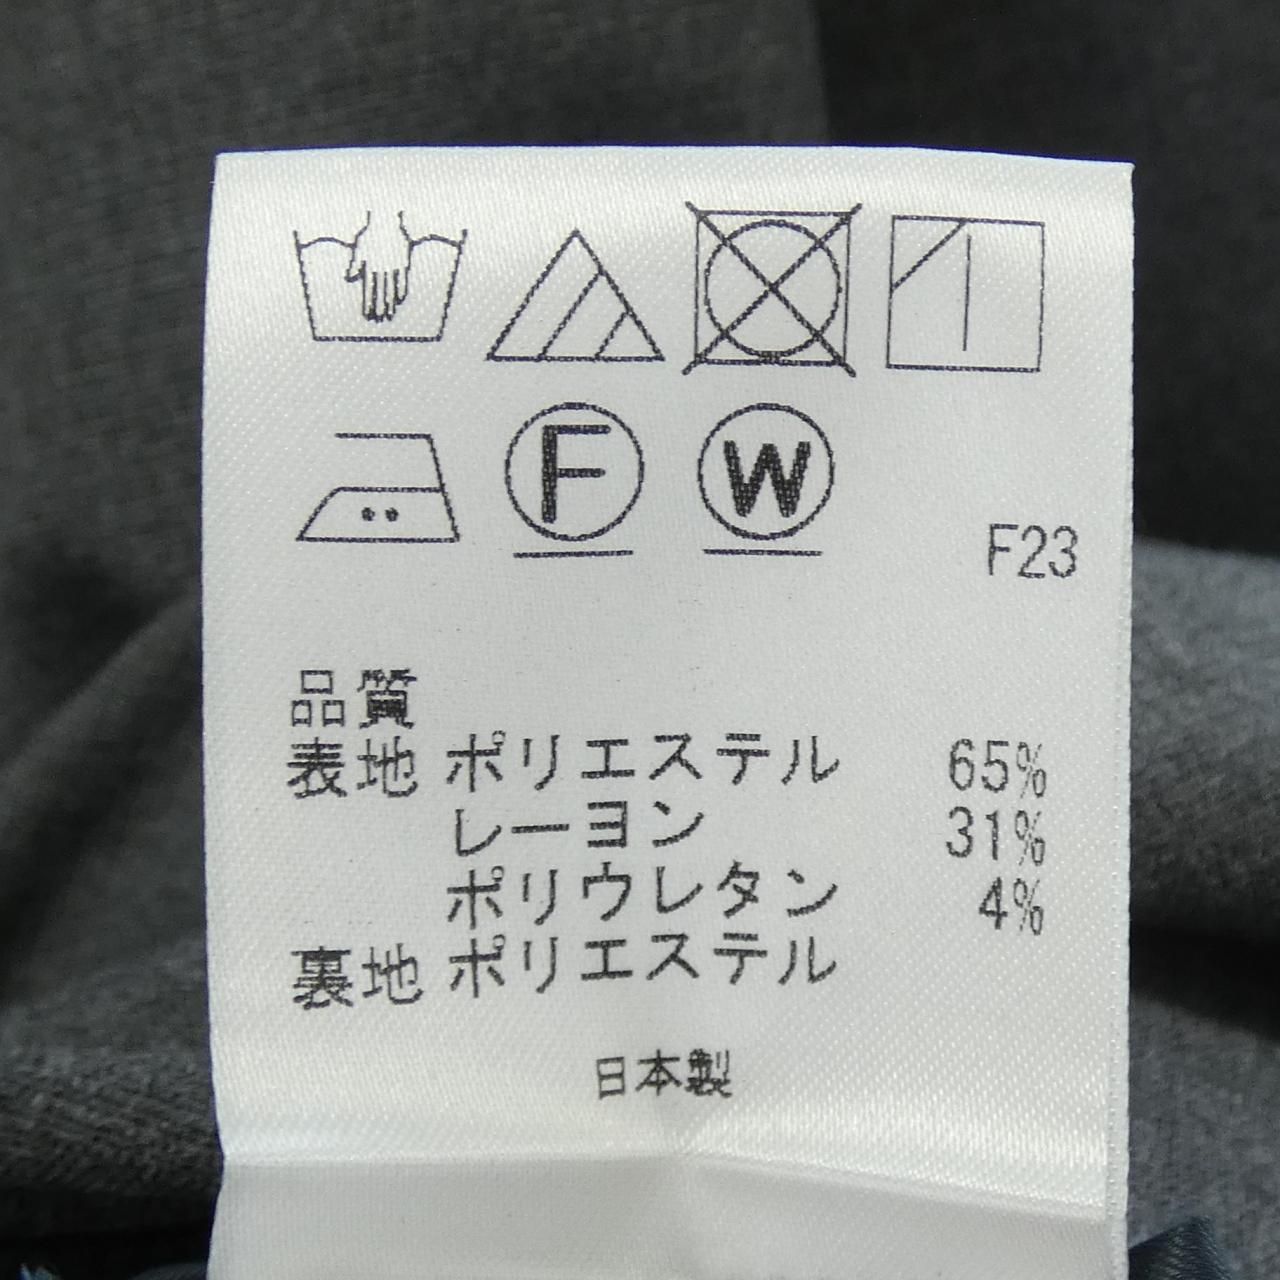 F
W
F23
品質
表地 ポリエステル 65%
レーヨン 31%
ポリウレタン 4%
裏地 ポリエステル
日本製